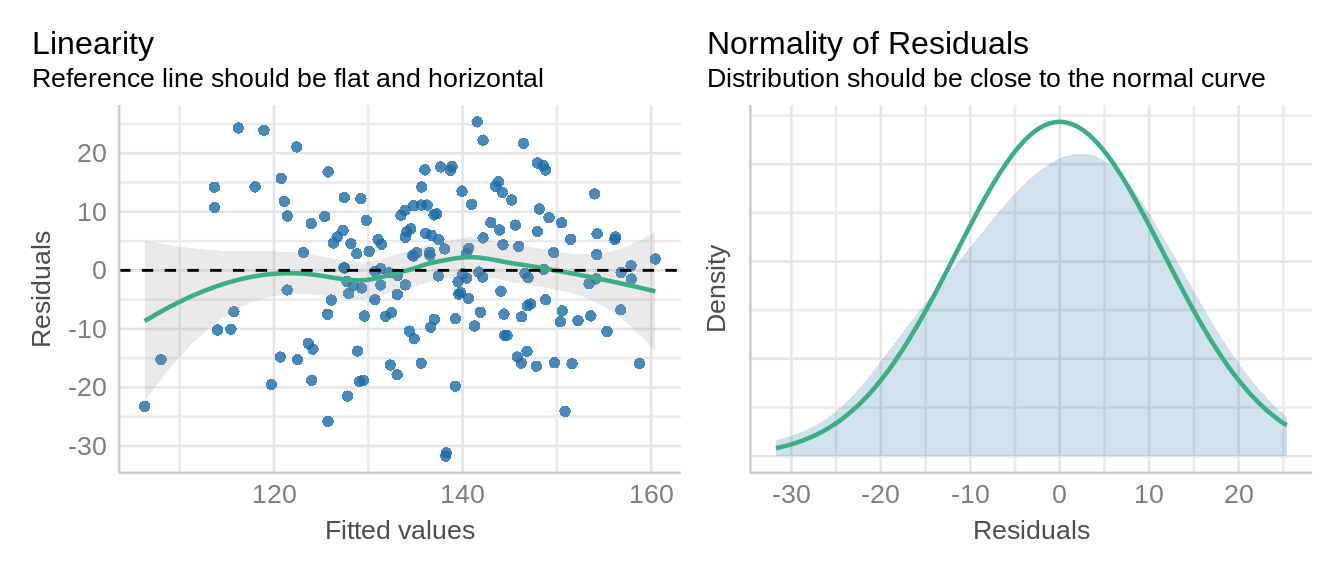 Linearity
Reference line should be flat and horizontal
Residuals
20
10
0
-10
-20
-30
120 140 160
Fitted values
Normality of Residuals
Distribution should be close to the normal curve
Density
-30 -20 -10 0 10 20
Residuals